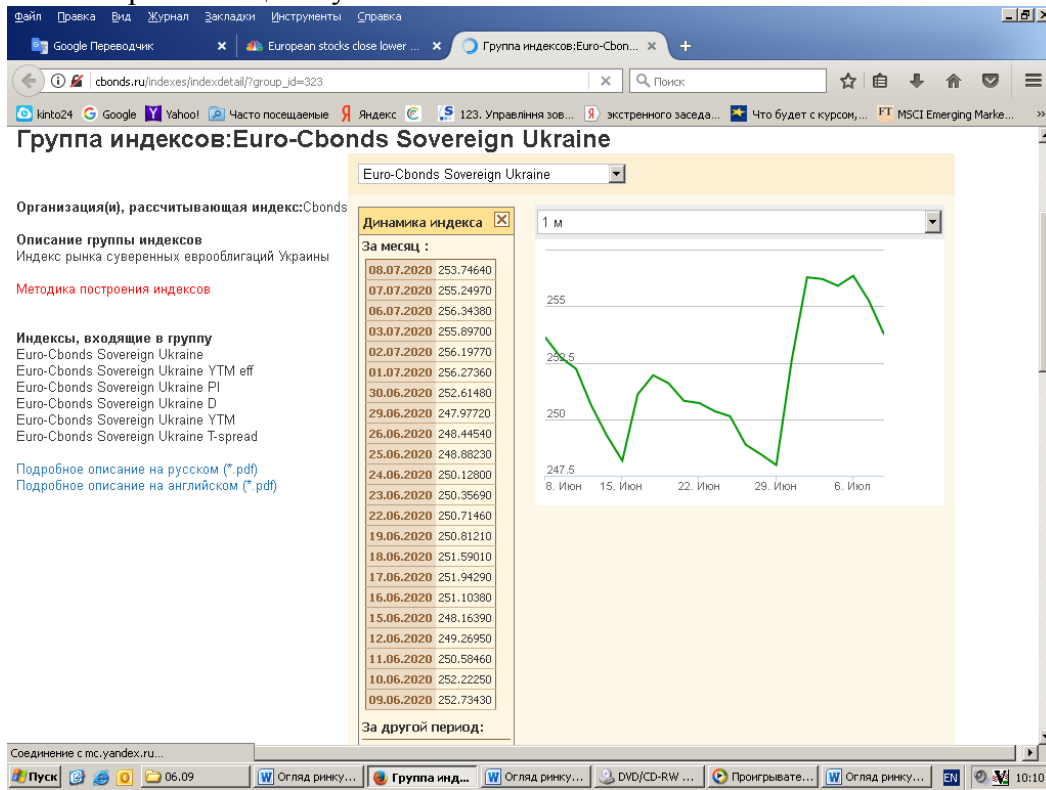 Файл Правка Вид Журнал Закладки Инструменты Справка
Google Переводчик European stocks close lower ... Группа индексов:Euro-Cbon...
cbonds.ru/indexes/indexdetail/?group_id=323 Поиск
kinto24 Google Yahoo! Часто посещаемые Яндекс 123. Управління зов... экстренного заседа... Что будет с курсом,... FT MSCI Emerging Marke...
Группа индексов:Euro-Cbonds Sovereign Ukraine
Euro-Cbonds Sovereign Ukraine
Организация(и), рассчитывающая индекс:Cbonds
Описание группы индексов
Индекс рынка суверенных еврооблигаций Украины
Методика построения индексов
Индексы, входящие в группу
Euro-Cbonds Sovereign Ukraine
Euro-Cbonds Sovereign Ukraine YTM eff
Euro-Cbonds Sovereign Ukraine PI
Euro-Cbonds Sovereign Ukraine D
Euro-Cbonds Sovereign Ukraine YTM
Euro-Cbonds Sovereign Ukraine T-spread
Подробное описание на русском (*.pdf)
Подробное описание на английском (*.pdf)
Динамика индекса
За месяц :
08.07.2020 253.74640
07.07.2020 255.24970
06.07.2020 256.34380
03.07.2020 255.89700
02.07.2020 256.19770
01.07.2020 256.27360
30.06.2020 252.61480
29.06.2020 247.97720
26.06.2020 248.44540
25.06.2020 248.88230
24.06.2020 250.12800
23.06.2020 250.35690
22.06.2020 250.71460
19.06.2020 250.81210
18.06.2020 251.59010
17.06.2020 251.94290
16.06.2020 251.10380
15.06.2020 248.16390
12.06.2020 249.26950
11.06.2020 250.58460
10.06.2020 252.22250
09.06.2020 252.73430
За другой период:
1 м
255
252.5
250
247.5
8. Июн 15. Июн 22. Июн 29. Июн 6. Июл
Соединение с mc.yandex.ru...
Пуск 06.09 Огляд ринку... Группа инд... Огляд ринку... DVD/CD-RW ... Проигрывате... Огляд ринку... EN 10:10